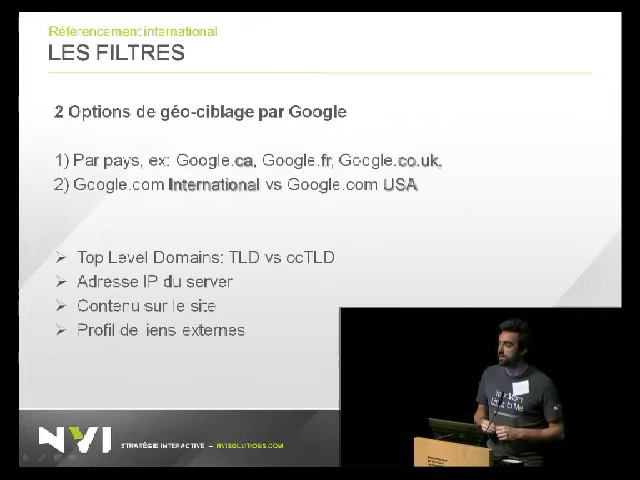 Référencement international
LES FILTRES
2 Options de géo-ciblage par Google
1) Par pays, ex: Google.ca, Google.fr, Google.co.uk,
2) Google.com International vs Google.com USA
➢ Top Level Domains: TLD vs ccTLD
➢ Adresse IP du server
➢ Contenu sur le site
➢ Profil de liens externes
NVI STRATÉGIE INTERACTIVE – NVISOLUTIONS.COM